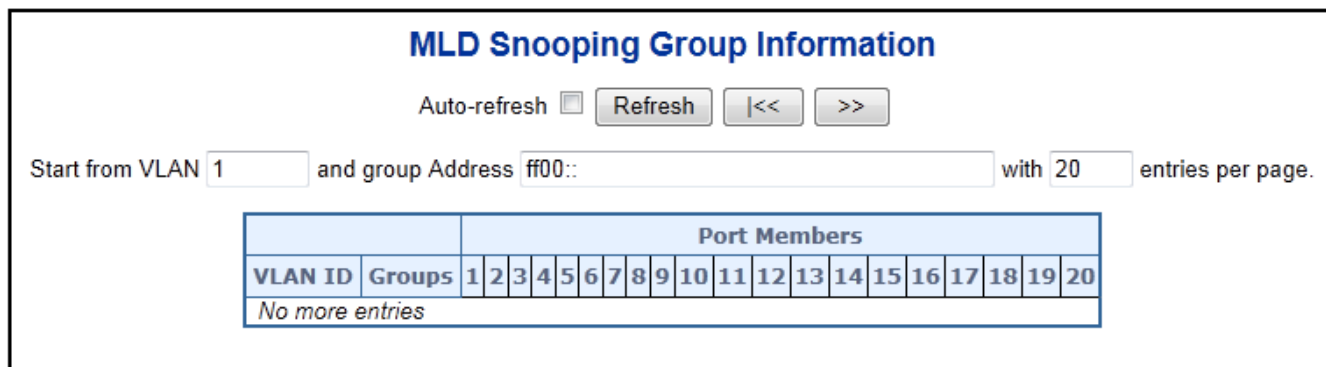 MLD Snooping Group Information
Auto-refresh Refresh |<< >>
Start from VLAN 1 and group Address ff00:: with 20 entries per page.
Port Members
VLAN ID Groups 1 2 3 4 5 6 7 8 9 10 11 12 13 14 15 16 17 18 19 20
No more entries